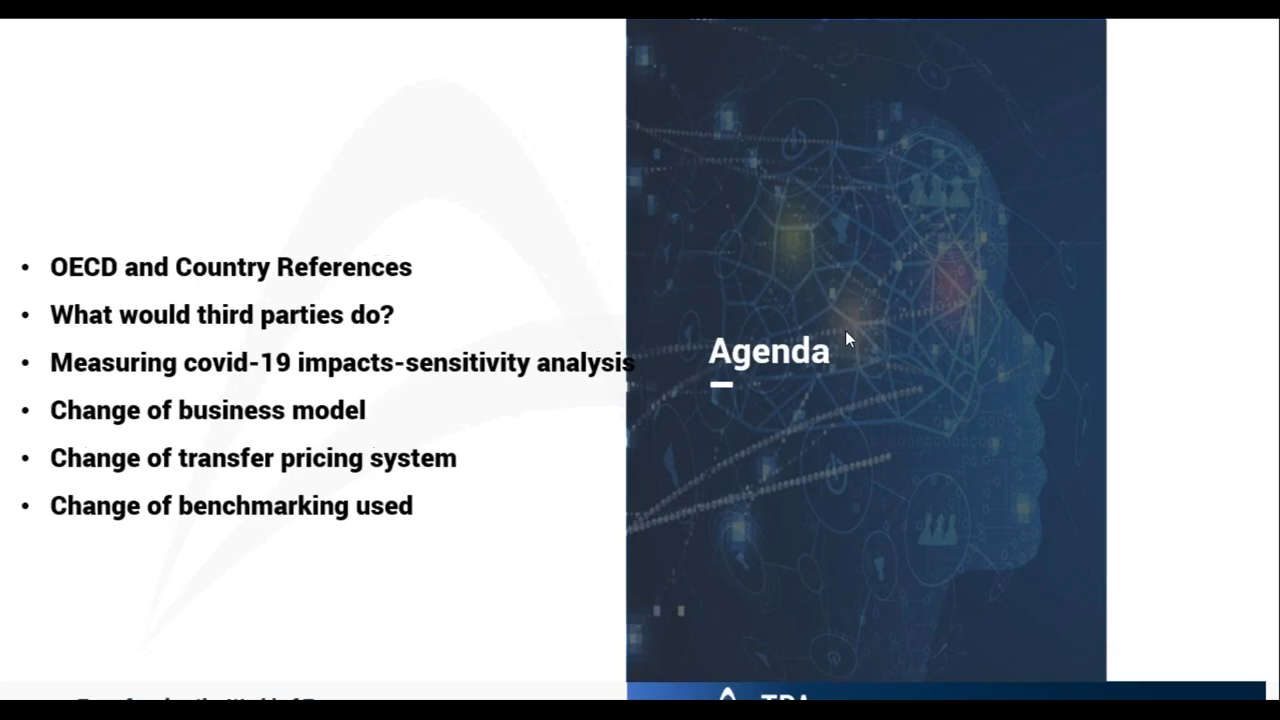 • OECD and Country References
• What would third parties do?
• Measuring covid-19 impacts-sensitivity analysis
• Change of business model
• Change of transfer pricing system
• Change of benchmarking used
Agenda
TPA